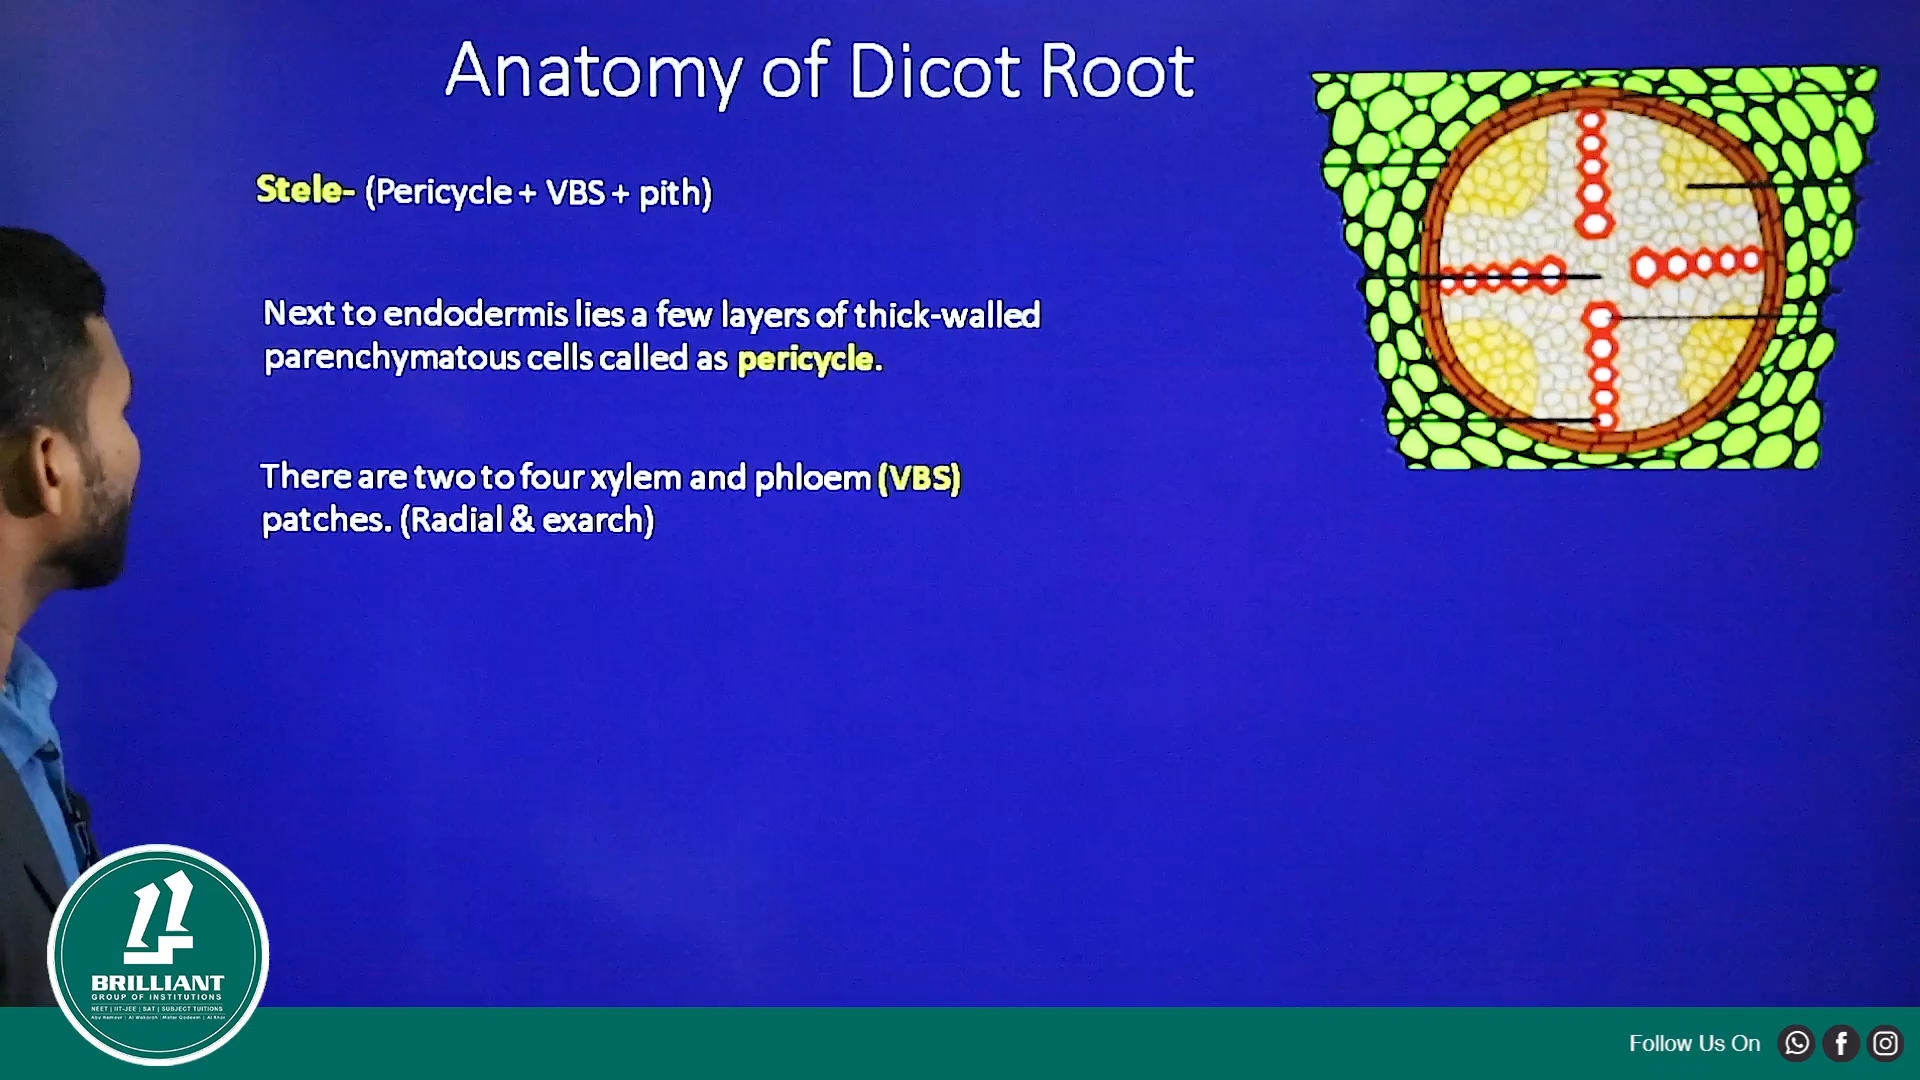 Anatomy of Dicot Root
Stele- (Pericycle + VBS + pith)
Next to endodermis lies a few layers of thick-walled
parenchymatous cells called as pericycle.
There are two to four xylem and phloem (VBS)
patches. (Radial & exarch)
BRILLIANT
GROUP OF INSTITUTIONS
NEET | IIT-JEE | SAT | SUBJECT TUITIONS
Follow Us On